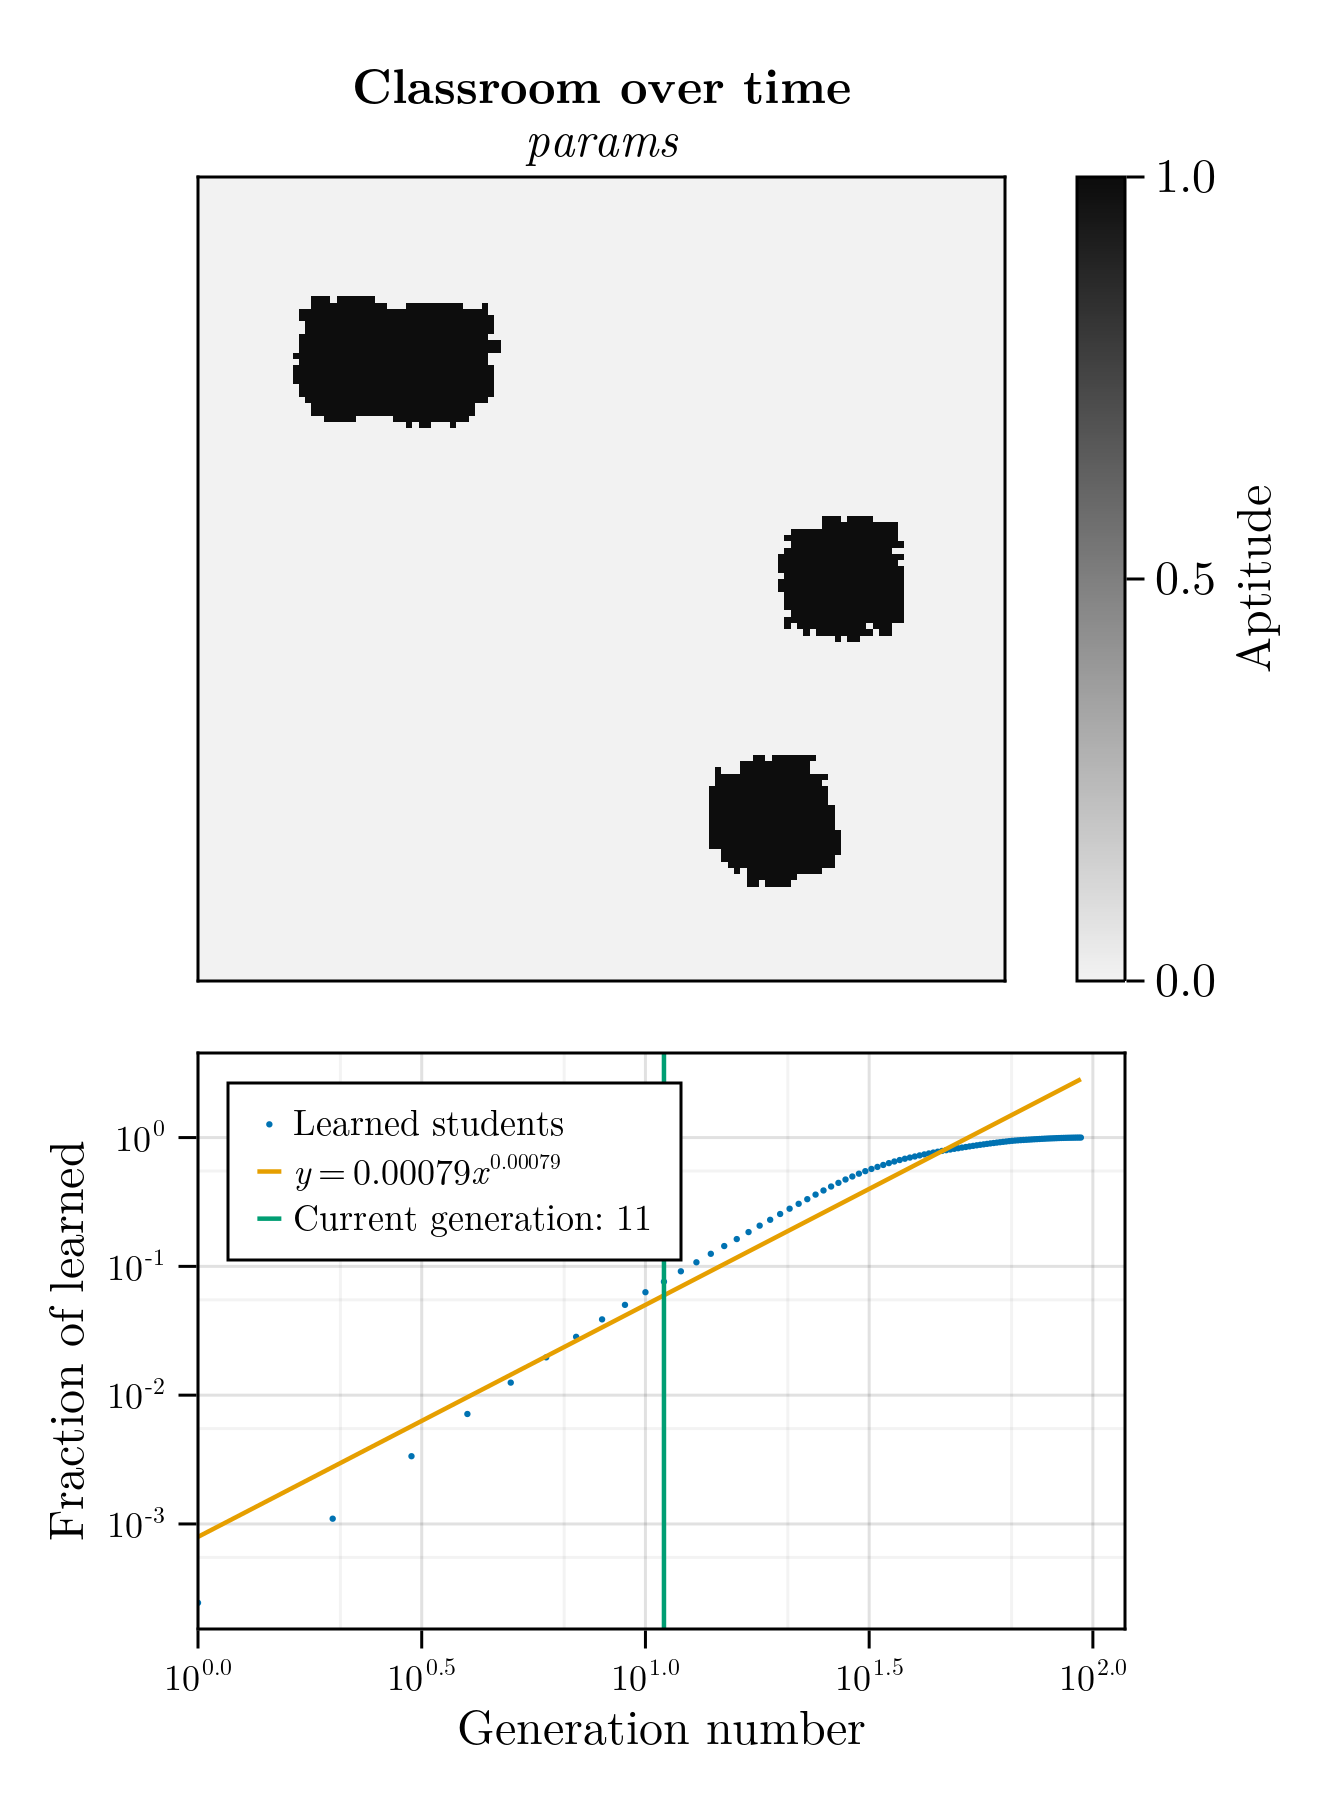 Classroom over time
params
1.0
0.5
0.0
Aptitude
Learned students
y = 0.00079x^0.00079
Current generation: 11
10^0
10^-1
10^-2
10^-3
Fraction of learned
10^0.0 10^0.5 10^1.0 10^1.5 10^2.0
Generation number